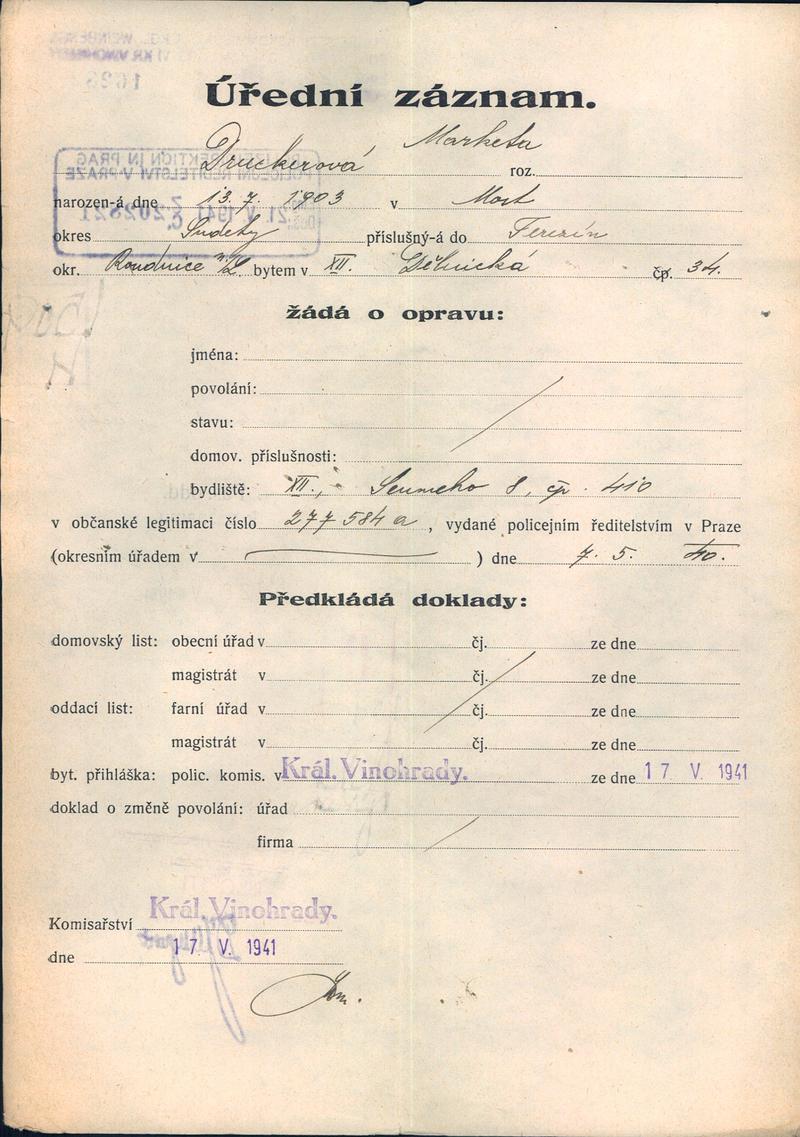 Úřední záznam.
Druckerová Marketa roz.
narozen-á dne 13. 7. 1903 v Most
okres Sudety příslušný-á do Terezín
okr. Roudnice n/L. bytem v XII. Dělnická čp. 34.
žádá o opravu:
jména:
povolání:
stavu:
domov. příslušnosti:
bydliště: XII., Seumeho 8, čp. 410
v občanské legitimaci číslo 277584 a, vydané policejním ředitelstvím v Praze
(okresním úřadem v ) dne 7. 5. 40.
Předkládá doklady:
domovský list: obecní úřad v čj. ze dne
magistrát v čj. ze dne
oddací list: farní úřad v čj. ze dne
magistrát v čj. ze dne
byt. přihláška: polic. komis. v Král. Vinohrady. ze dne 17 V. 1941
doklad o změně povolání: úřad
firma
Komisařství Král. Vinohrady.
dne 17 V. 1941